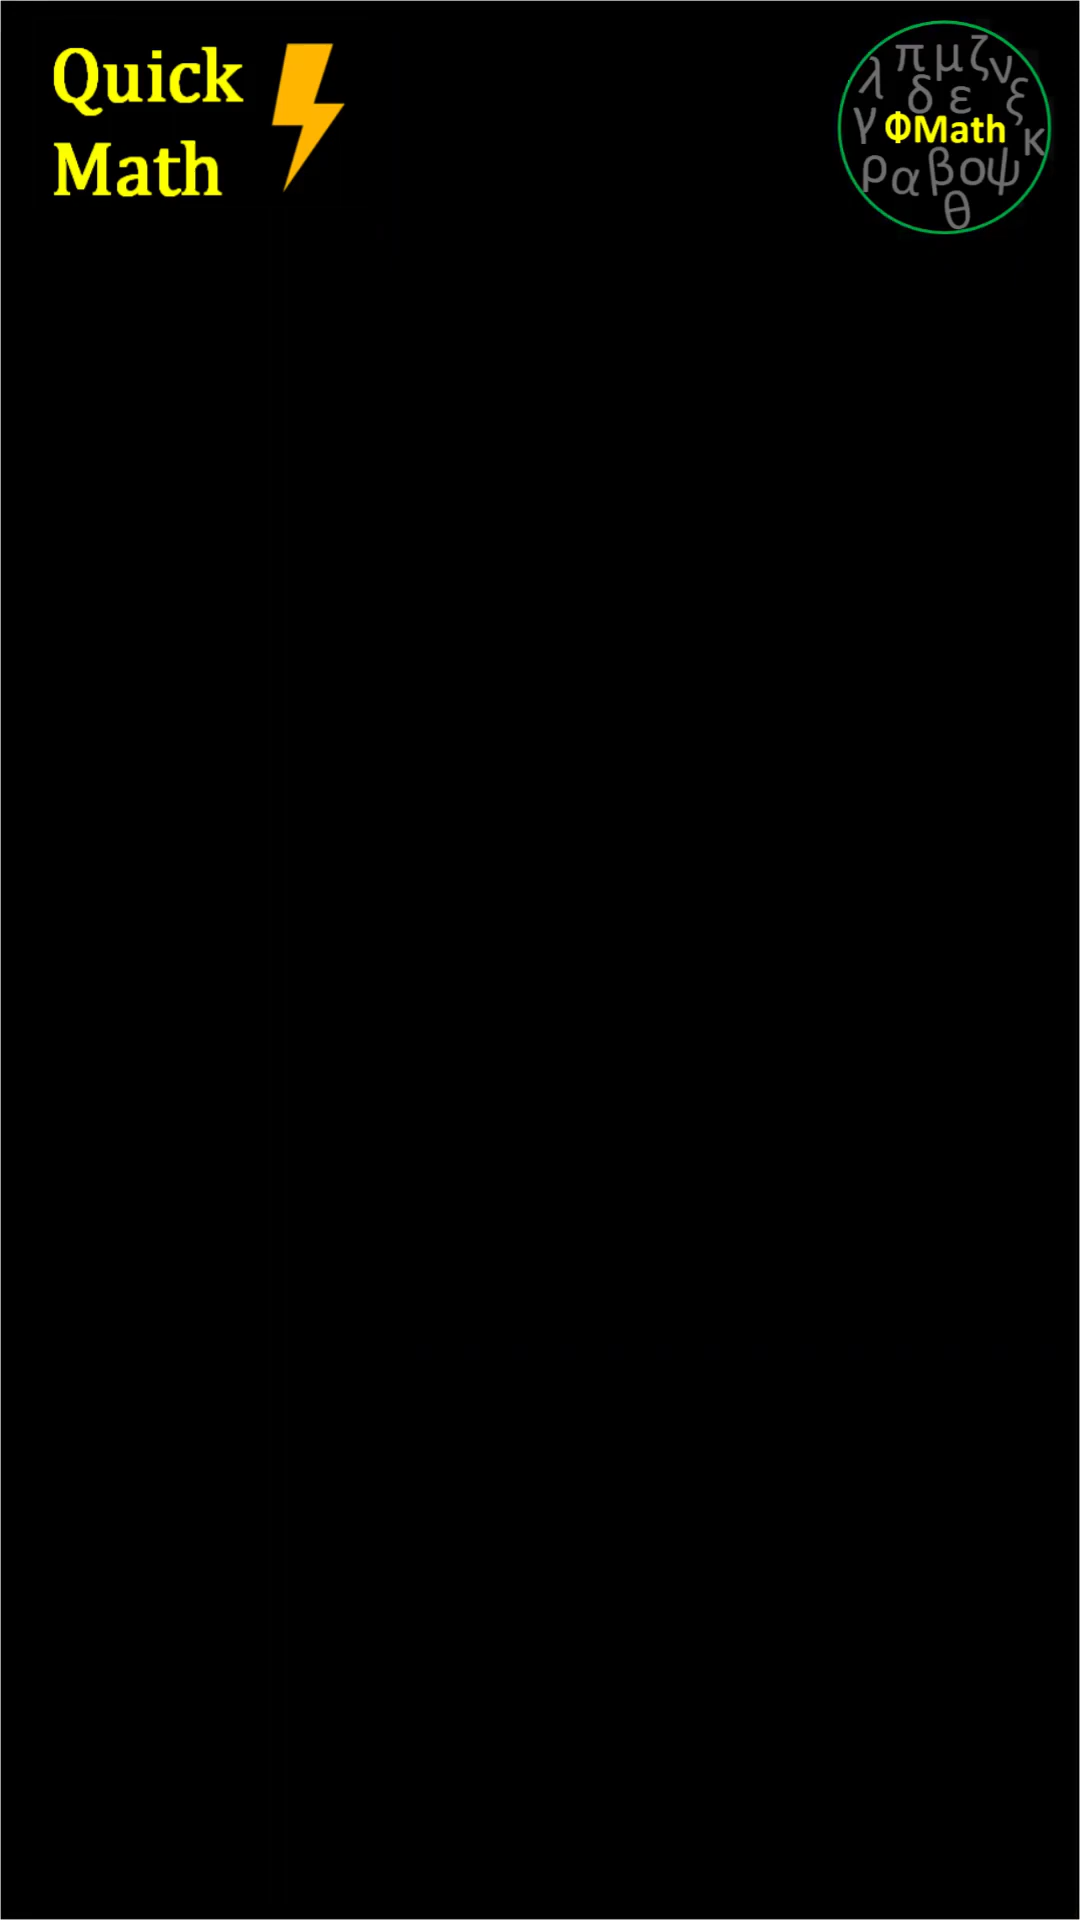 Quick
Math
π μ ζ ν
λ δ ε ξ
γ ΦMath κ
ρ α β ο ψ
θ